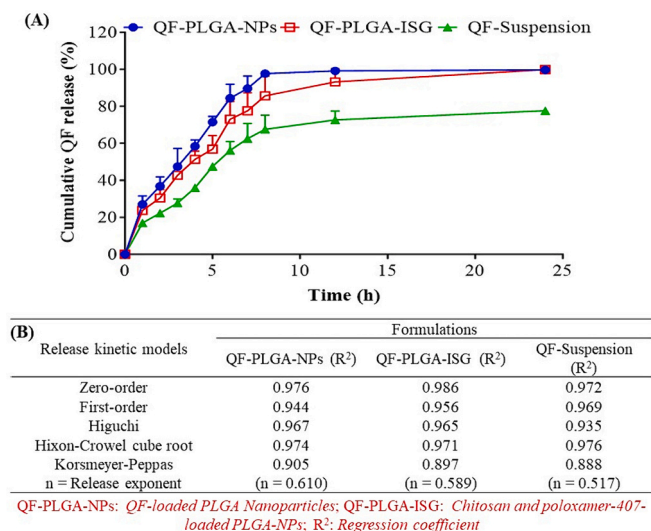 (A)
QF-PLGA-NPs QF-PLGA-ISG QF-Suspension
Cumulative QF release (%)
120
100
80
60
40
20
0
0 5 10 15 20 25
Time (h)
(B)
Formulations
Release kinetic models
QF-PLGA-NPs (R²) QF-PLGA-ISG (R²) QF-Suspension
(R²)
Zero-order 0.976 0.986 0.972
First-order 0.944 0.956 0.969
Higuchi 0.967 0.965 0.935
Hixon-Crowel cube root 0.974 0.971 0.976
Korsmeyer-Peppas 0.905 0.897 0.888
n = Release exponent (n = 0.610) (n = 0.589) (n = 0.517)
QF-PLGA-NPs: QF-loaded PLGA Nanoparticles; QF-PLGA-ISG: Chitosan and poloxamer-407-
loaded PLGA-NPs; R²: Regression coefficient